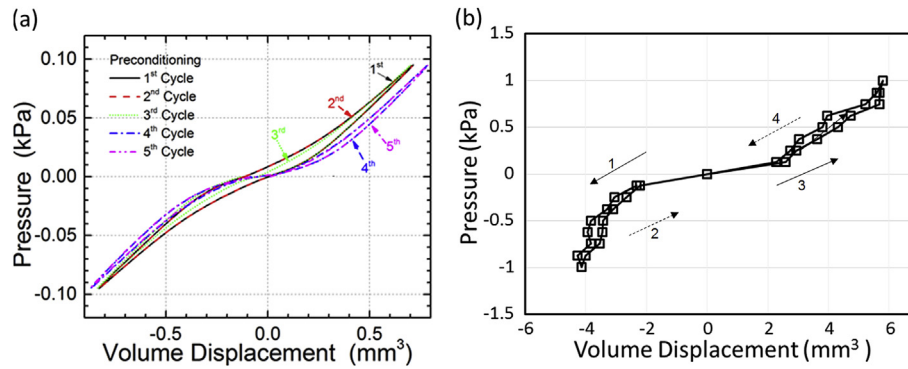 (a)
Pressure (kPa)
0.10
0.05
0.00
-0.05
-0.10
Preconditioning
1st Cycle
2nd Cycle
3rd Cycle
4th Cycle
5th Cycle
1st
2nd
3rd
4th
5th
-0.5
0.0
0.5
Volume Displacement (mm3)
(b)
Pressure (kPa)
1.5
1
0.5
0
-0.5
-1
-1.5
1
2
3
4
-6
-4
-2
0
2
4
6
Volume Displacement (mm3)